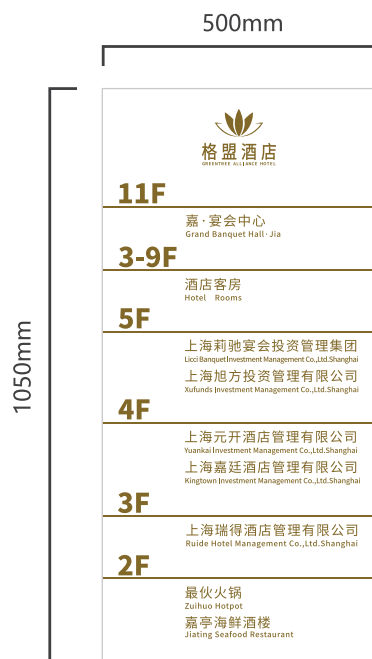 500mm
1050mm
格盟酒店
GREENTREE ALLIANCE HOTEL
11F
嘉·宴会中心
Grand Banquet Hall·Jia
3-9F
酒店客房
Hotel Rooms
5F
上海莉驰宴会投资管理集团
Licci Banquet Investment Management Co.,Ltd.Shanghai
上海旭方投资管理有限公司
Xufunds Investment Management Co.,Ltd.Shanghai
4F
上海元开酒店管理有限公司
Yuankai Investment Management Co.,Ltd.Shanghai
上海嘉廷酒店管理有限公司
Kingtown Investment Management Co.,Ltd.Shanghai
3F
上海瑞得酒店管理有限公司
Ruide Hotel Management Co.,Ltd.Shanghai
2F
最伙火锅
Zuihuo Hotpot
嘉亭海鲜酒楼
Jiating Seafood Restaurant